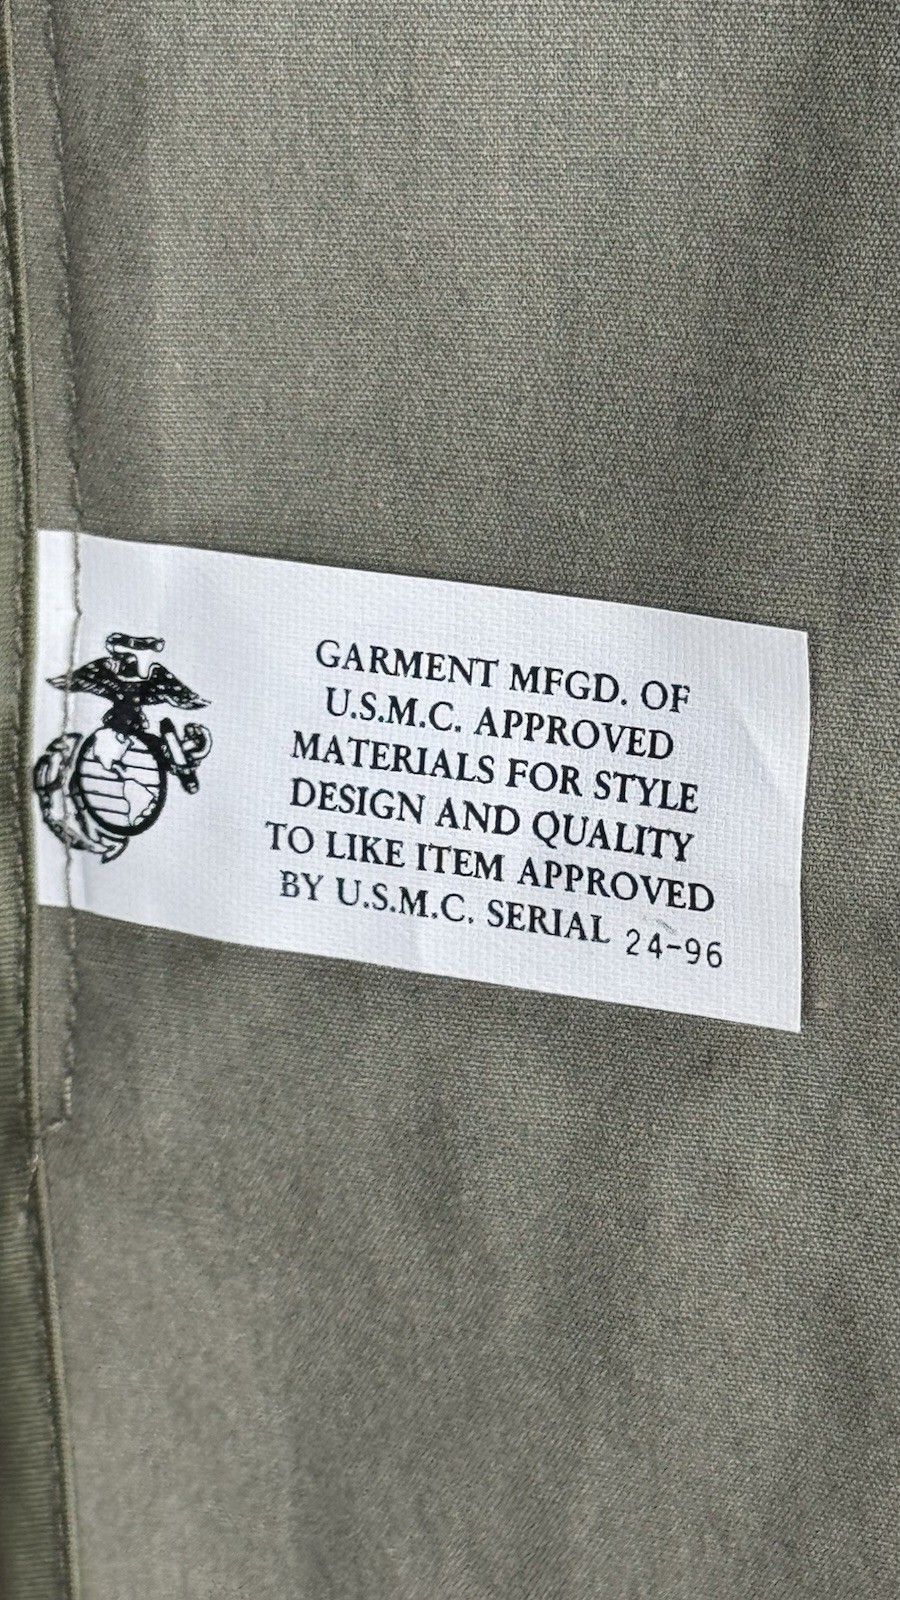 GARMENT MFGD. OF
U.S.M.C. APPROVED
MATERIALS FOR STYLE
DESIGN AND QUALITY
TO LIKE ITEM APPROVED
BY U.S.M.C. SERIAL 24-96